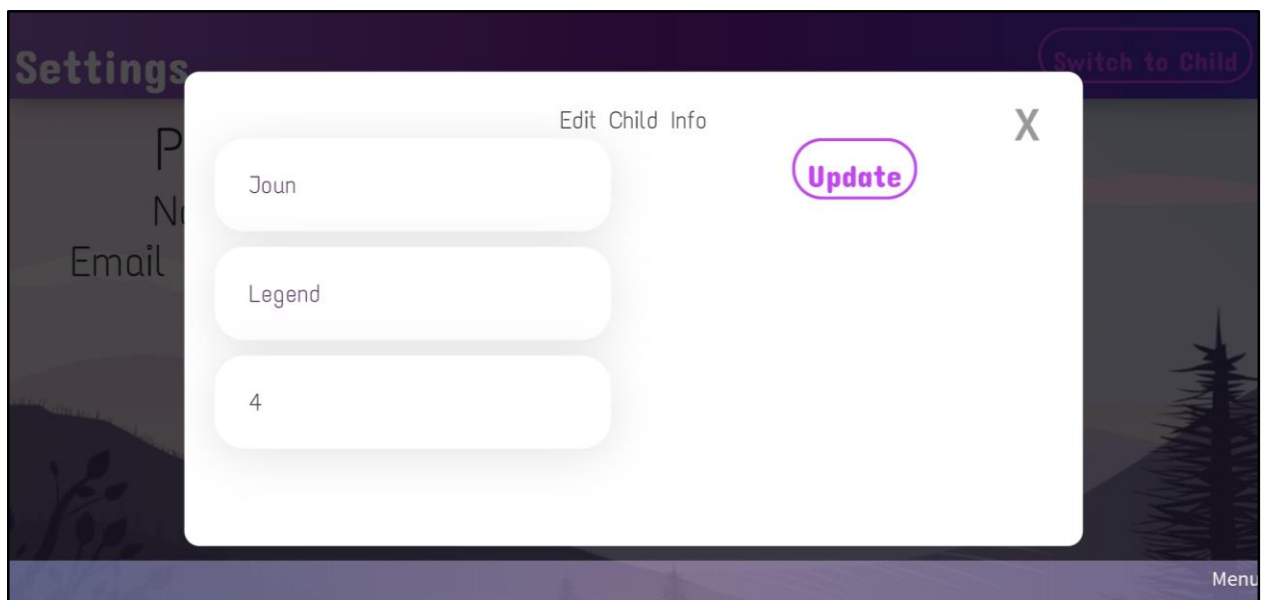 Settings
Switch to Child
Edit Child Info
X
Update
Joun
Legend
4
Email
Menu